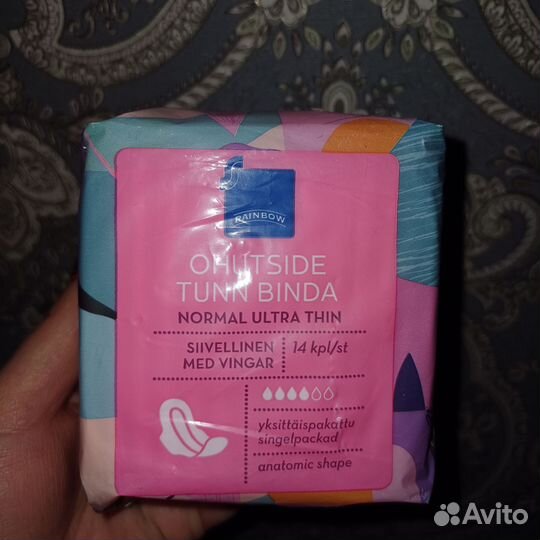 RAINBOW
OHUTSIDE
TUNN BINDA
NORMAL ULTRA THIN
SIIVELLINEN
MED VINGAR
14 kpl/st
yksittäispakattu
singelpackad
anatomic shape
Avito